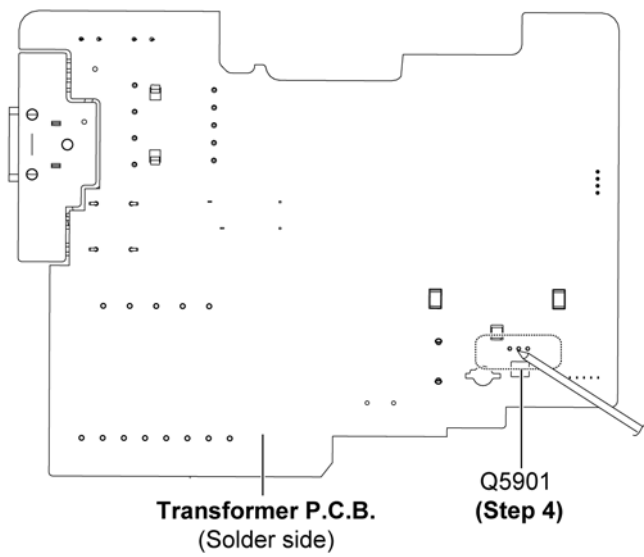 Transformer P.C.B.
(Solder side)
Q5901
(Step 4)